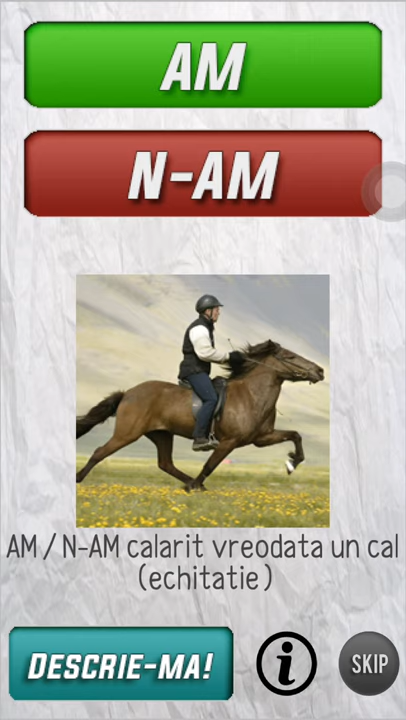 AM
N-AM
AM / N-AM calarit vreodata un cal
(echitatie)
DESCRIE-MA!
i
SKIP